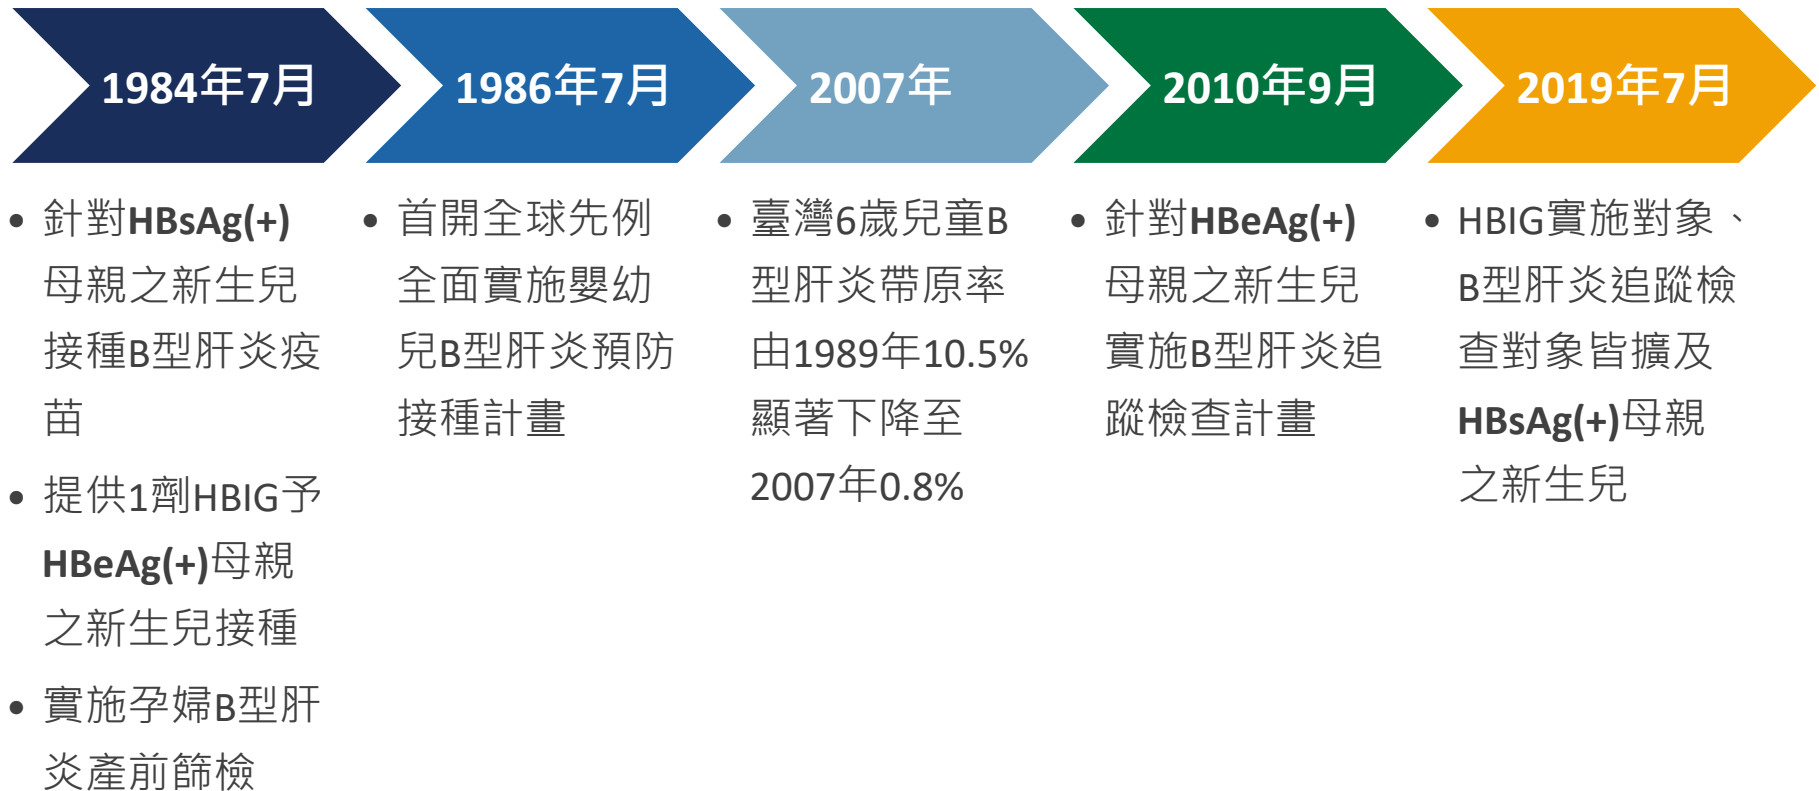 1984年7月
1986年7月
2007年
2010年9月
2019年7月
• 針對HBsAg(+)
母親之新生兒
接種B型肝炎疫
苗
• 提供1劑HBIG予
HBeAg(+)母親
之新生兒接種
• 實施孕婦B型肝
炎產前篩檢
• 首開全球先例
全面實施嬰幼
兒B型肝炎預防
接種計畫
• 臺灣6歲兒童B
型肝炎帶原率
由1989年10.5%
顯著下降至
2007年0.8%
• 針對HBeAg(+)
母親之新生兒
實施B型肝炎追
蹤檢查計畫
• HBIG實施對象、
B型肝炎追蹤檢
查對象皆擴及
HBsAg(+)母親
之新生兒